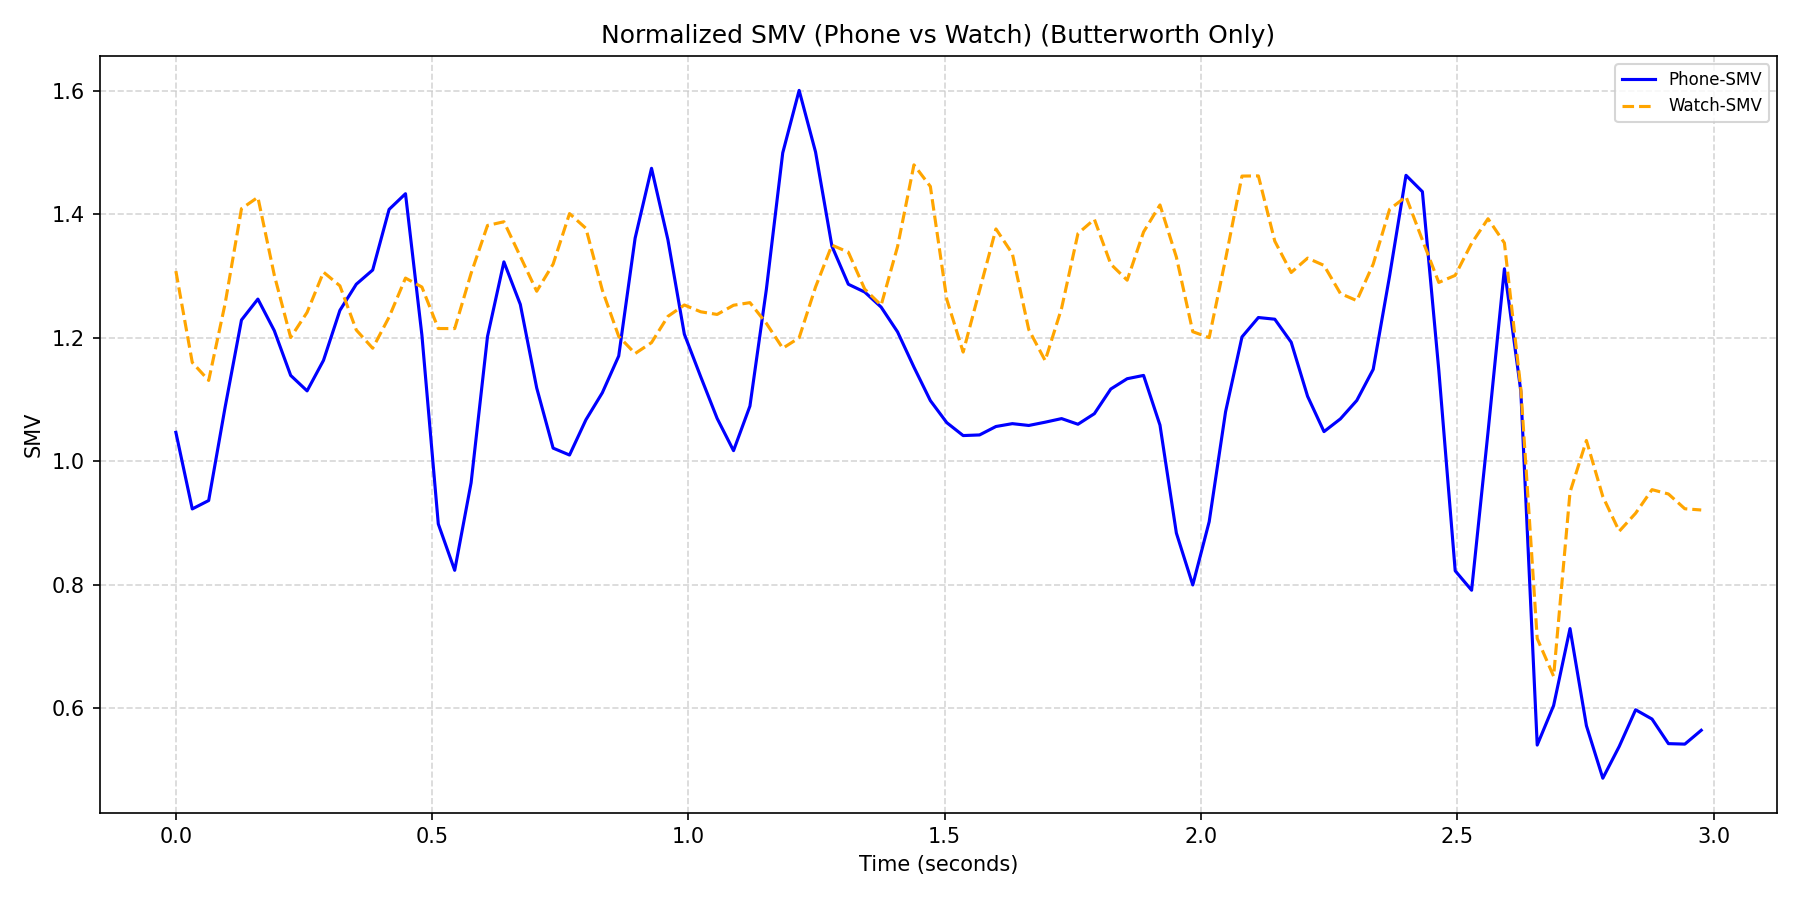 Normalized SMV (Phone vs Watch) (Butterworth Only)
Phone-SMV
Watch-SMV
1.6
1.4
1.2
1.0
0.8
0.6
SMV
0.0 0.5 1.0 1.5 2.0 2.5 3.0
Time (seconds)